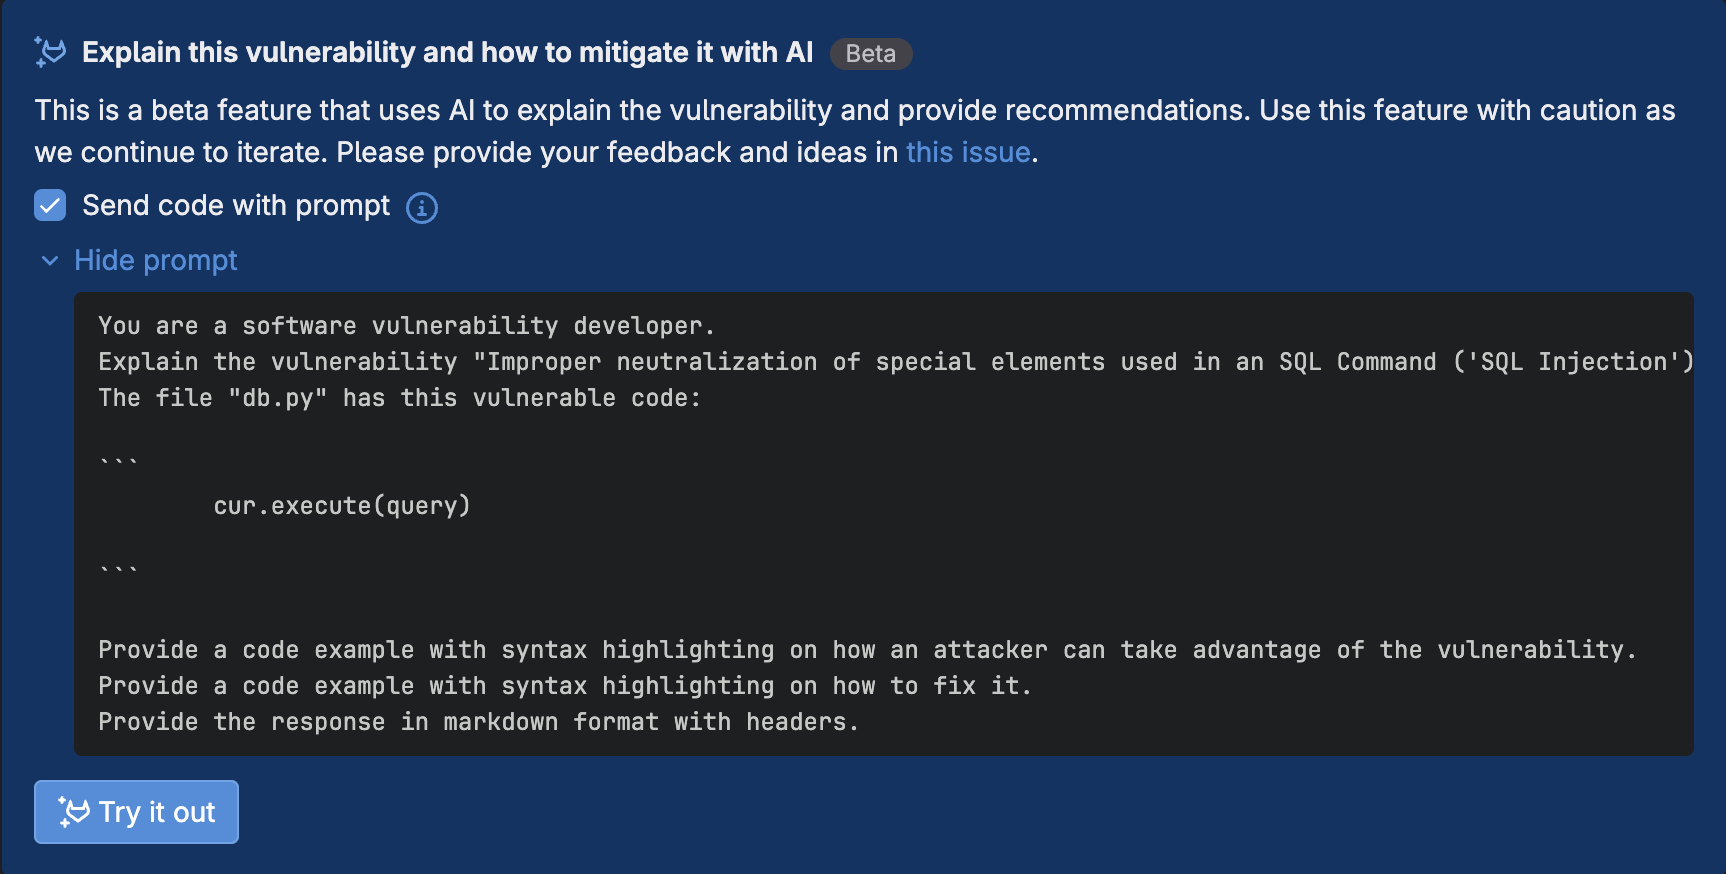 Explain this vulnerability and how to mitigate it with AI Beta
This is a beta feature that uses AI to explain the vulnerability and provide recommendations. Use this feature with caution as
we continue to iterate. Please provide your feedback and ideas in this issue.
Send code with prompt
Hide prompt
You are a software vulnerability developer.
Explain the vulnerability "Improper neutralization of special elements used in an SQL Command ('SQL Injection')
The file "db.py" has this vulnerable code:
```
cur.execute(query)
```
Provide a code example with syntax highlighting on how an attacker can take advantage of the vulnerability.
Provide a code example with syntax highlighting on how to fix it.
Provide the response in markdown format with headers.
Try it out